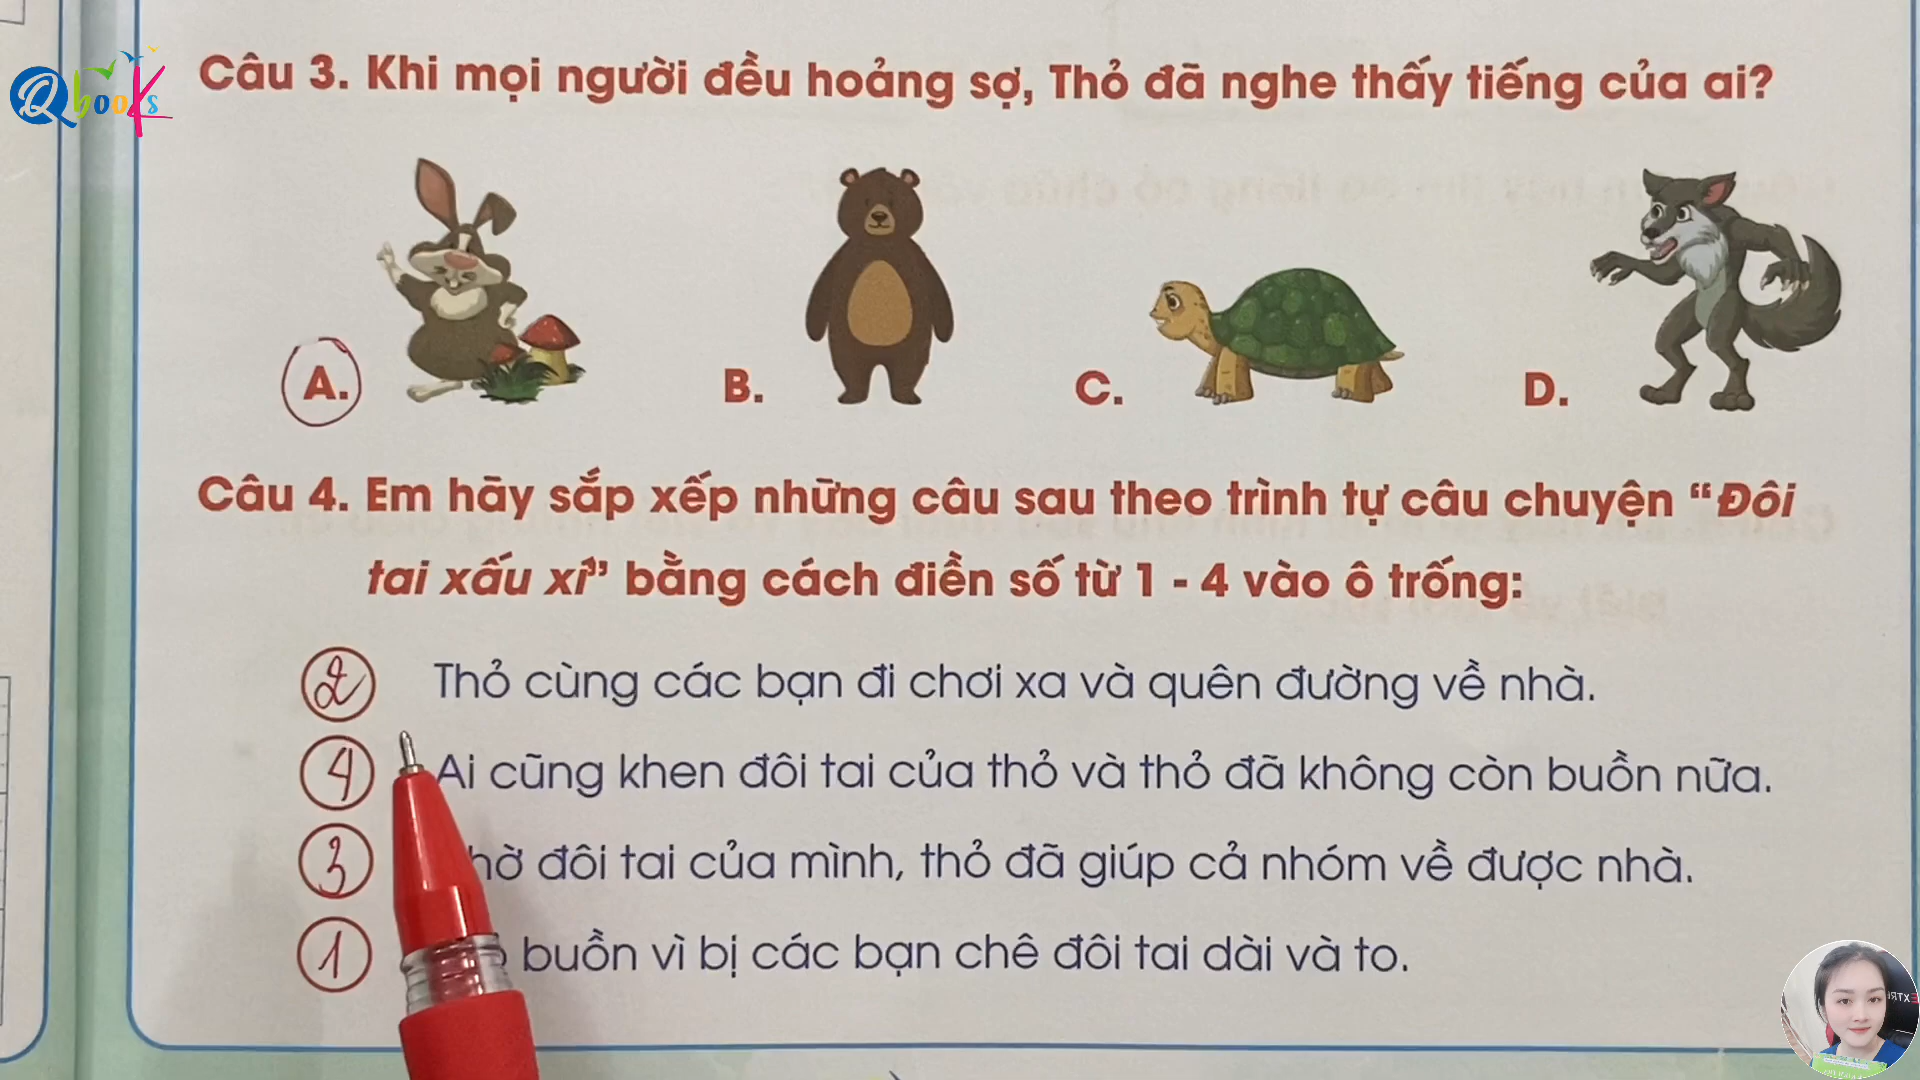 Qbooks
Câu 3. Khi mọi người đều hoảng sợ, Thỏ đã nghe thấy tiếng của ai?
A. B. C. D.
Câu 4. Em hãy sắp xếp những câu sau theo trình tự câu chuyện “Đôi
tai xấu xí” bằng cách điền số từ 1 - 4 vào ô trống:
2 Thỏ cùng các bạn đi chơi xa và quên đường về nhà.
4 Ai cũng khen đôi tai của thỏ và thỏ đã không còn buồn nữa.
3 đôi tai của mình, thỏ đã giúp cả nhóm về được nhà.
1 buồn vì bị các bạn chê đôi tai dài và to.